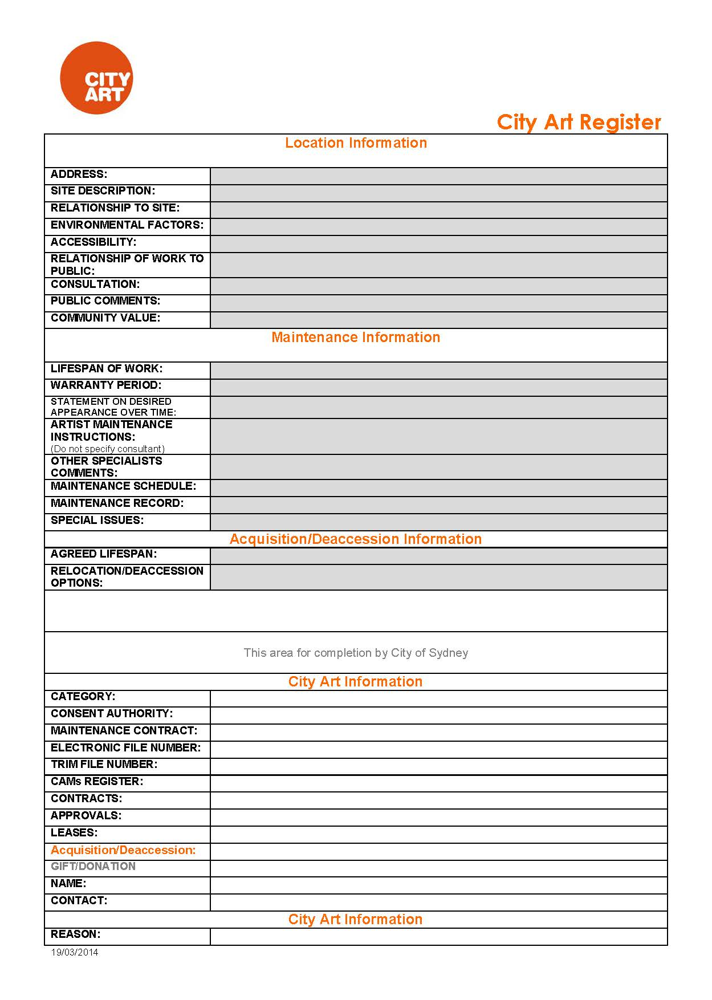 CITY
ART
City Art Register
Location Information
ADDRESS:
SITE DESCRIPTION:
RELATIONSHIP TO SITE:
ENVIRONMENTAL FACTORS:
ACCESSIBILITY:
RELATIONSHIP OF WORK TO
PUBLIC:
CONSULTATION:
PUBLIC COMMENTS:
COMMUNITY VALUE:
Maintenance Information
LIFESPAN OF WORK:
WARRANTY PERIOD:
STATEMENT ON DESIRED
APPEARANCE OVER TIME:
ARTIST MAINTENANCE
INSTRUCTIONS:
(Do not specify consultant)
OTHER SPECIALISTS
COMMENTS:
MAINTENANCE SCHEDULE:
MAINTENANCE RECORD:
SPECIAL ISSUES:
Acquisition/Deaccession Information
AGREED LIFESPAN:
RELOCATION/DEACCESSION
OPTIONS:
This area for completion by City of Sydney
City Art Information
CATEGORY:
CONSENT AUTHORITY:
MAINTENANCE CONTRACT:
ELECTRONIC FILE NUMBER:
TRIM FILE NUMBER:
CAMs REGISTER:
CONTRACTS:
APPROVALS:
LEASES:
Acquisition/Deaccession:
GIFT/DONATION
NAME:
CONTACT:
City Art Information
REASON:
19/03/2014